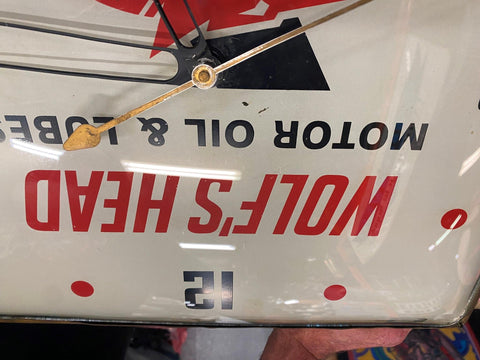 12
WOLF'S HEAD
MOTOR OIL & LUBES